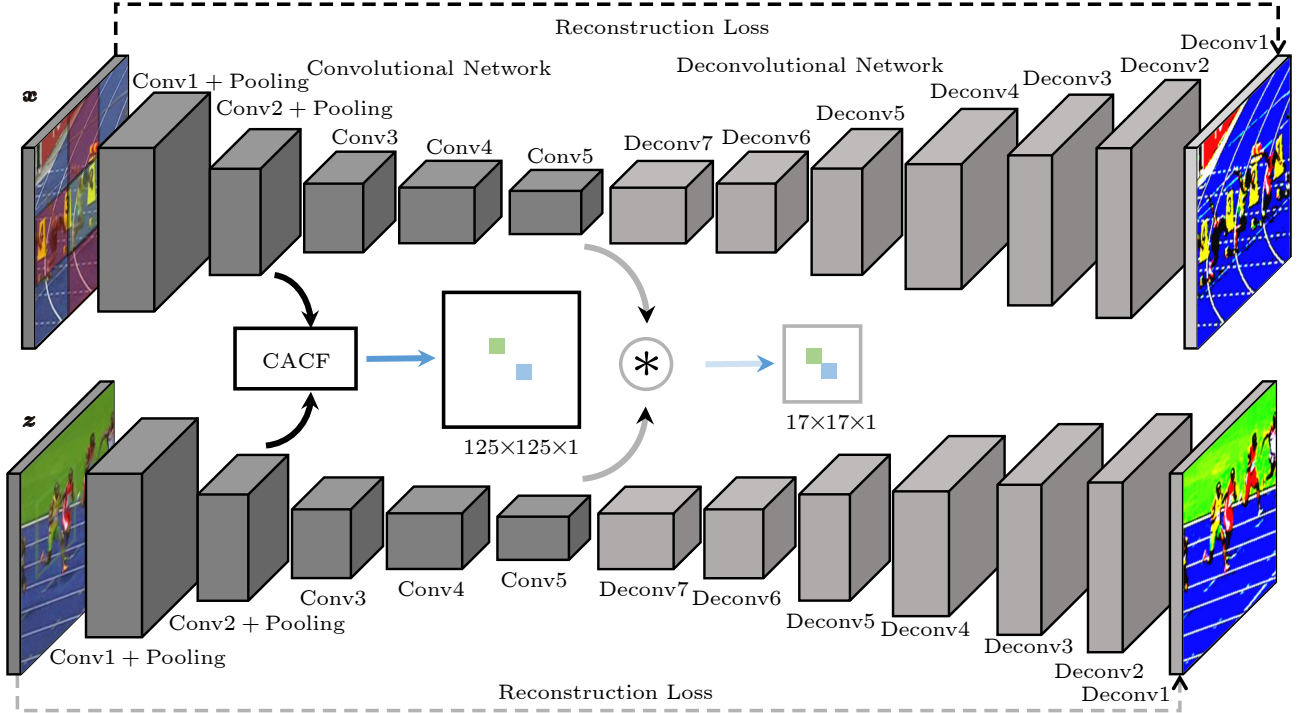 Reconstruction Loss
Deconv1
Convolutional Network
Deconvolutional Network
Deconv2
Deconv3
Conv1 + Pooling
Deconv4
x
Conv2 + Pooling
Deconv5
Conv3
Conv4
Conv5
Deconv7
Deconv6
CACF
*
z
125×125×1
17×17×1
Conv3
Conv4
Conv5
Deconv7
Deconv6
Conv2 + Pooling
Deconv5
Deconv4
Deconv3
Conv1 + Pooling
Deconv2
Reconstruction Loss
Deconv1